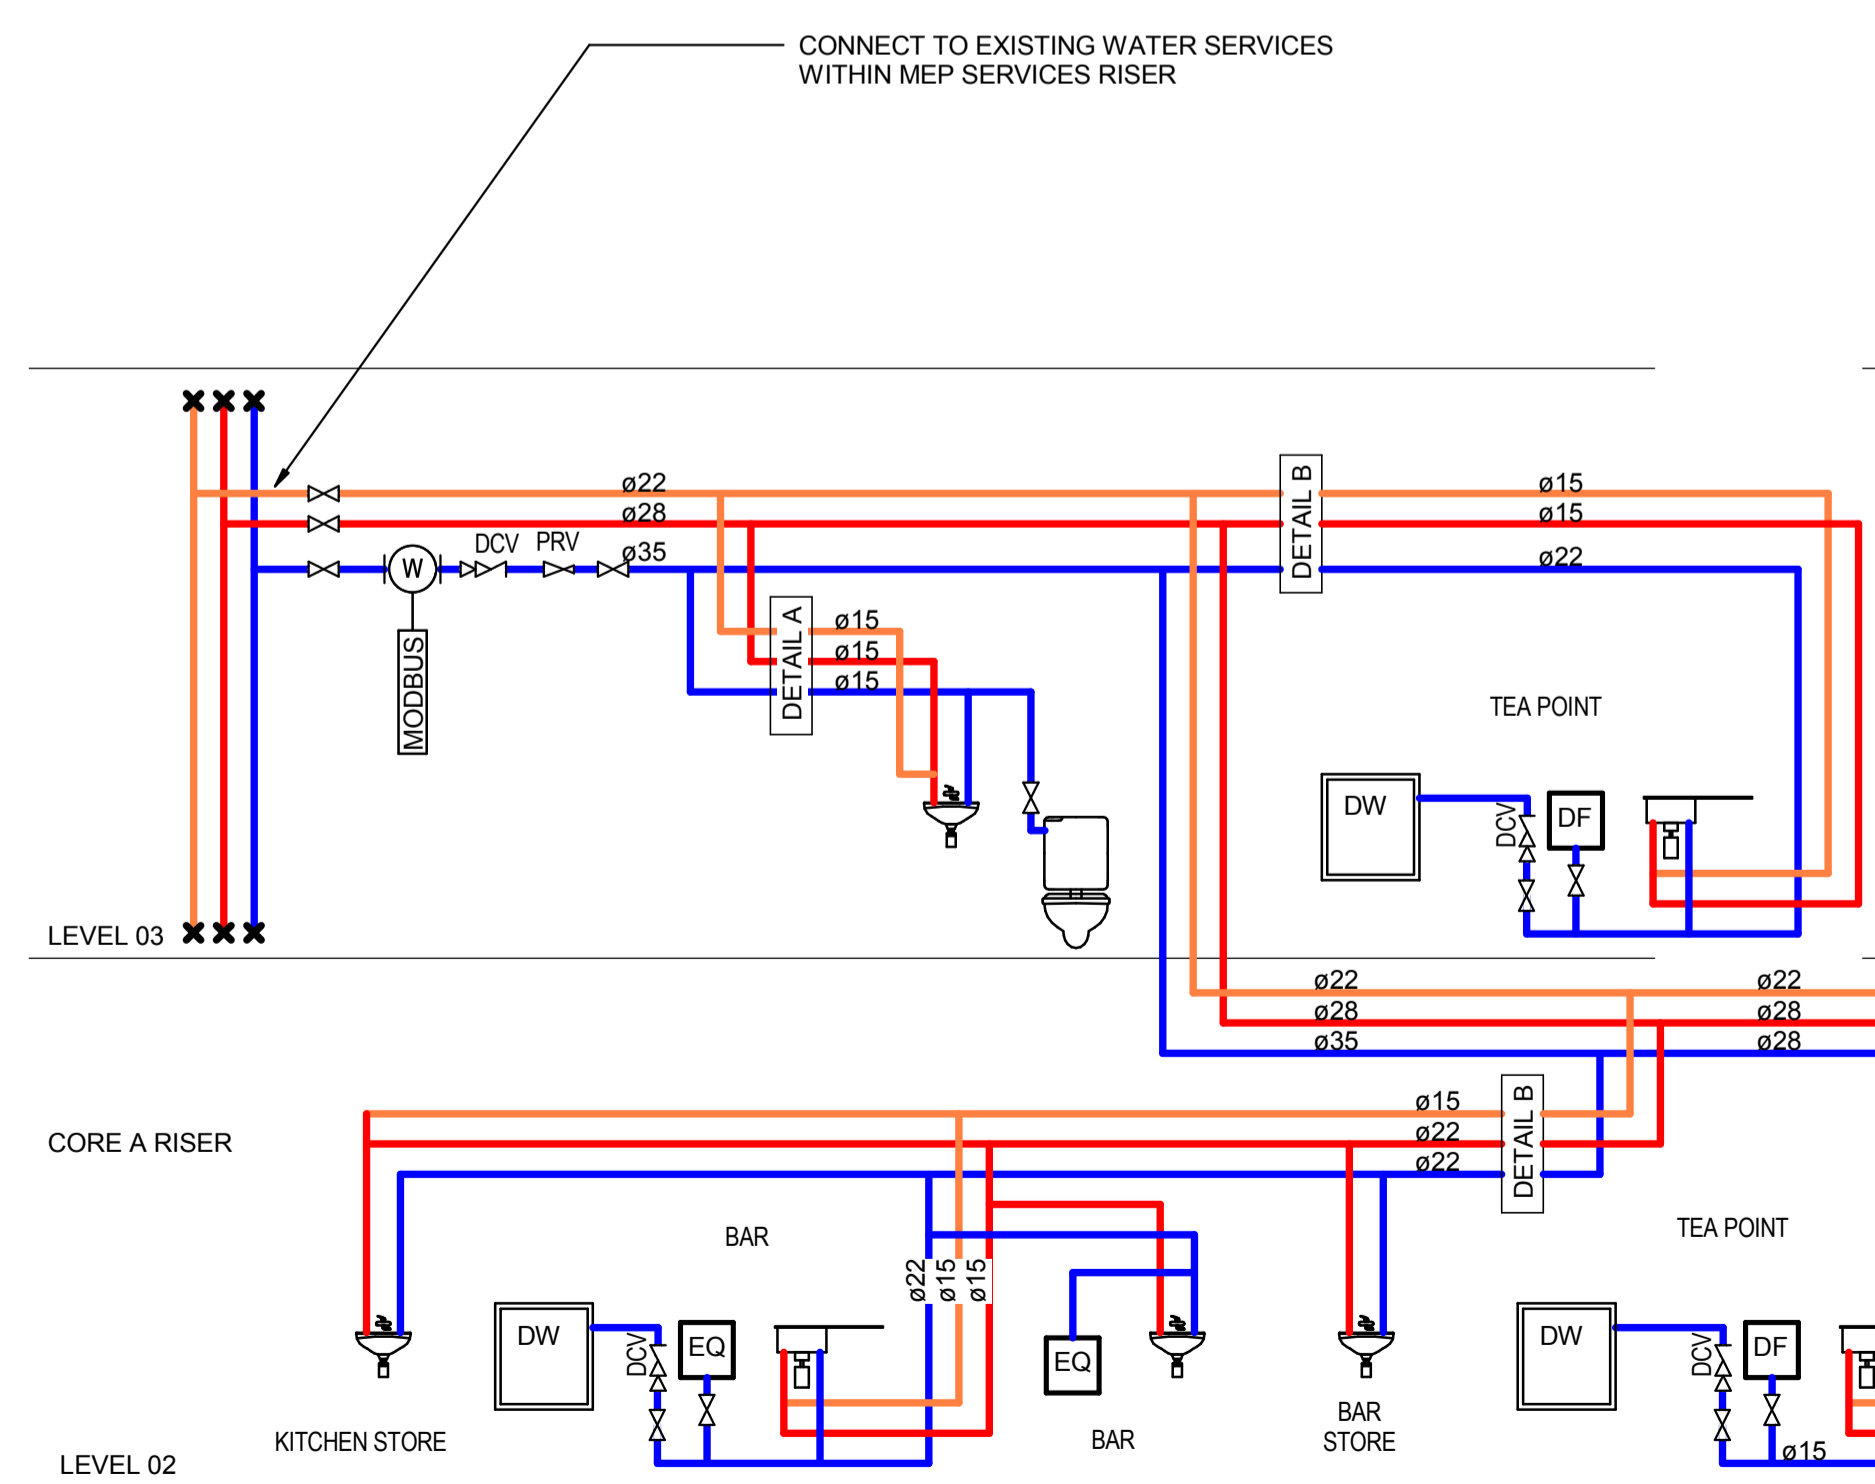 CONNECT TO EXISTING WATER SERVICES
WITHIN MEP SERVICES RISER
ø22
ø28
ø35
DCV
PRV
W
MODBUS
DETAIL A
ø15
ø15
ø15
DETAIL B
ø15
ø15
ø22
TEA POINT
DW
DCV
DF
LEVEL 03
ø22
ø28
ø35
ø22
ø28
ø28
CORE A RISER
ø15
ø22
ø22
DETAIL B
BAR
ø22
ø15
ø15
TEA POINT
DW
DCV
EQ
EQ
DW
DCV
DF
KITCHEN STORE
BAR
BAR
STORE
ø15
LEVEL 02